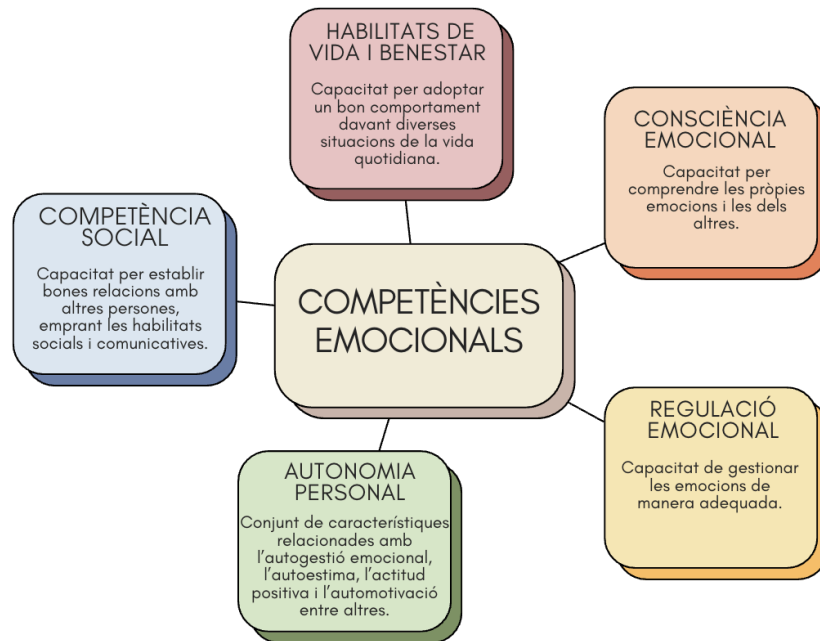 HABILITATS DE
VIDA I BENESTAR
Capacitat per adoptar
un bon comportament
davant diverses
situacions de la vida
quotidiana.
CONSCIÈNCIA
EMOCIONAL
Capacitat per
comprendre les pròpies
emocions i les dels
altres.
COMPETÈNCIA
SOCIAL
Capacitat per establir
bones relacions amb
altres persones,
emprant les habilitats
socials i comunicatives.
COMPETÈNCIES
EMOCIONALS
REGULACIÓ
EMOCIONAL
Capacitat de gestionar
les emocions de
manera adequada.
AUTONOMIA
PERSONAL
Conjunt de característiques
relacionades amb
l'autogestió emocional,
l'autoestima, l'actitud
positiva i l'automotivació
entre altres.